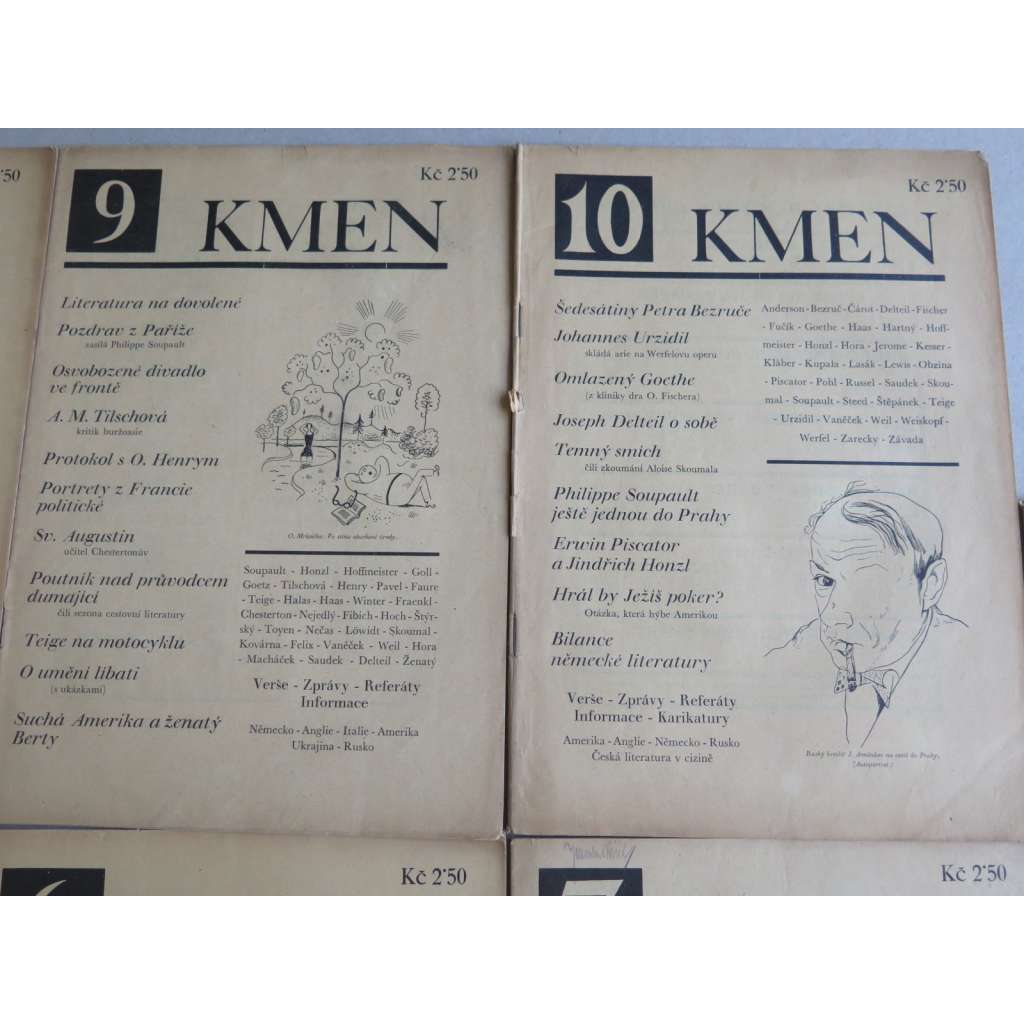 2˙50
9
Kč 2˙50
KMEN
Literatura na dovolené
Pozdrav z Paříže
zasílá Philippe Soupault
Osvobozené divadlo
ve frontě
A. M. Tilschová
kritik buržoasie
Protokol s O. Henrym
Portrety z Francie
politické
Sv. Augustin
učitel Chestertonův
Poutník nad průvodcem
dumající
čili sezona cestovní literatury
Teige na motocyklu
O umění líbati
(s ukázkami)
Suchá Amerika a ženatý
Berty
Soupault - Honzl - Hoffmeister - Goll -
Goetz - Tilschová - Henry - Pavel - Faure
- Teige - Halas - Haas - Winter - Fraenkl -
Chesterton - Nejedlý - Fibich - Hoch - Štýr-
ský - Toyen - Nečas - Löwidt - Skoumal -
Kovárna - Felix - Vaněček - Weil - Hora
- Macháček - Saudek - Delteil - Ženatý
Verše - Zprávy - Referáty
Informace
Německo - Anglie - Italie - Amerika
Ukrajina - Rusko
10
Kč 2˙50
KMEN
Šedesátiny Petra Bezruče
Johannes Urzidil
skládá arie na Werfelovu operu
Omlazený Goethe
(z kliniky dra O. Fischera)
Joseph Delteil o sobě
Temný smích
čili zkoumání Aloise Skoumala
Philippe Soupault
ještě jednou do Prahy
Erwin Piscator
a Jindřich Honzl
Hrál by Ježíš poker?
Otázka, která hýbe Amerikou
Bilance
německé literatury
Verše - Zprávy - Referáty
Informace - Karikatury
Amerika - Anglie - Německo - Rusko
Česká literatura v cizině
Anderson - Bezruč - Čárot - Delteil - Fischer
- Fučík - Goethe - Haas - Hartný - Hoff-
meister - Honzl - Hora - Jerome - Kesser -
Kläber - Kupala - Lasák - Lewis - Obzina
- Piscator - Pohl - Russel - Saudek - Skou-
mal - Soupault - Steed - Štěpánek - Teige
- Urzidil - Vaněček - Weil - Weiskopf -
Werfel - Zarecky - Závada
na cestě do Prahy.
(Autoportret.)
Kč 2˙50
7
Kč 2˙50